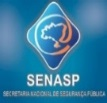 SENASP
SECRETARIA NACIONAL DE SEGURANÇA PÚBLICA